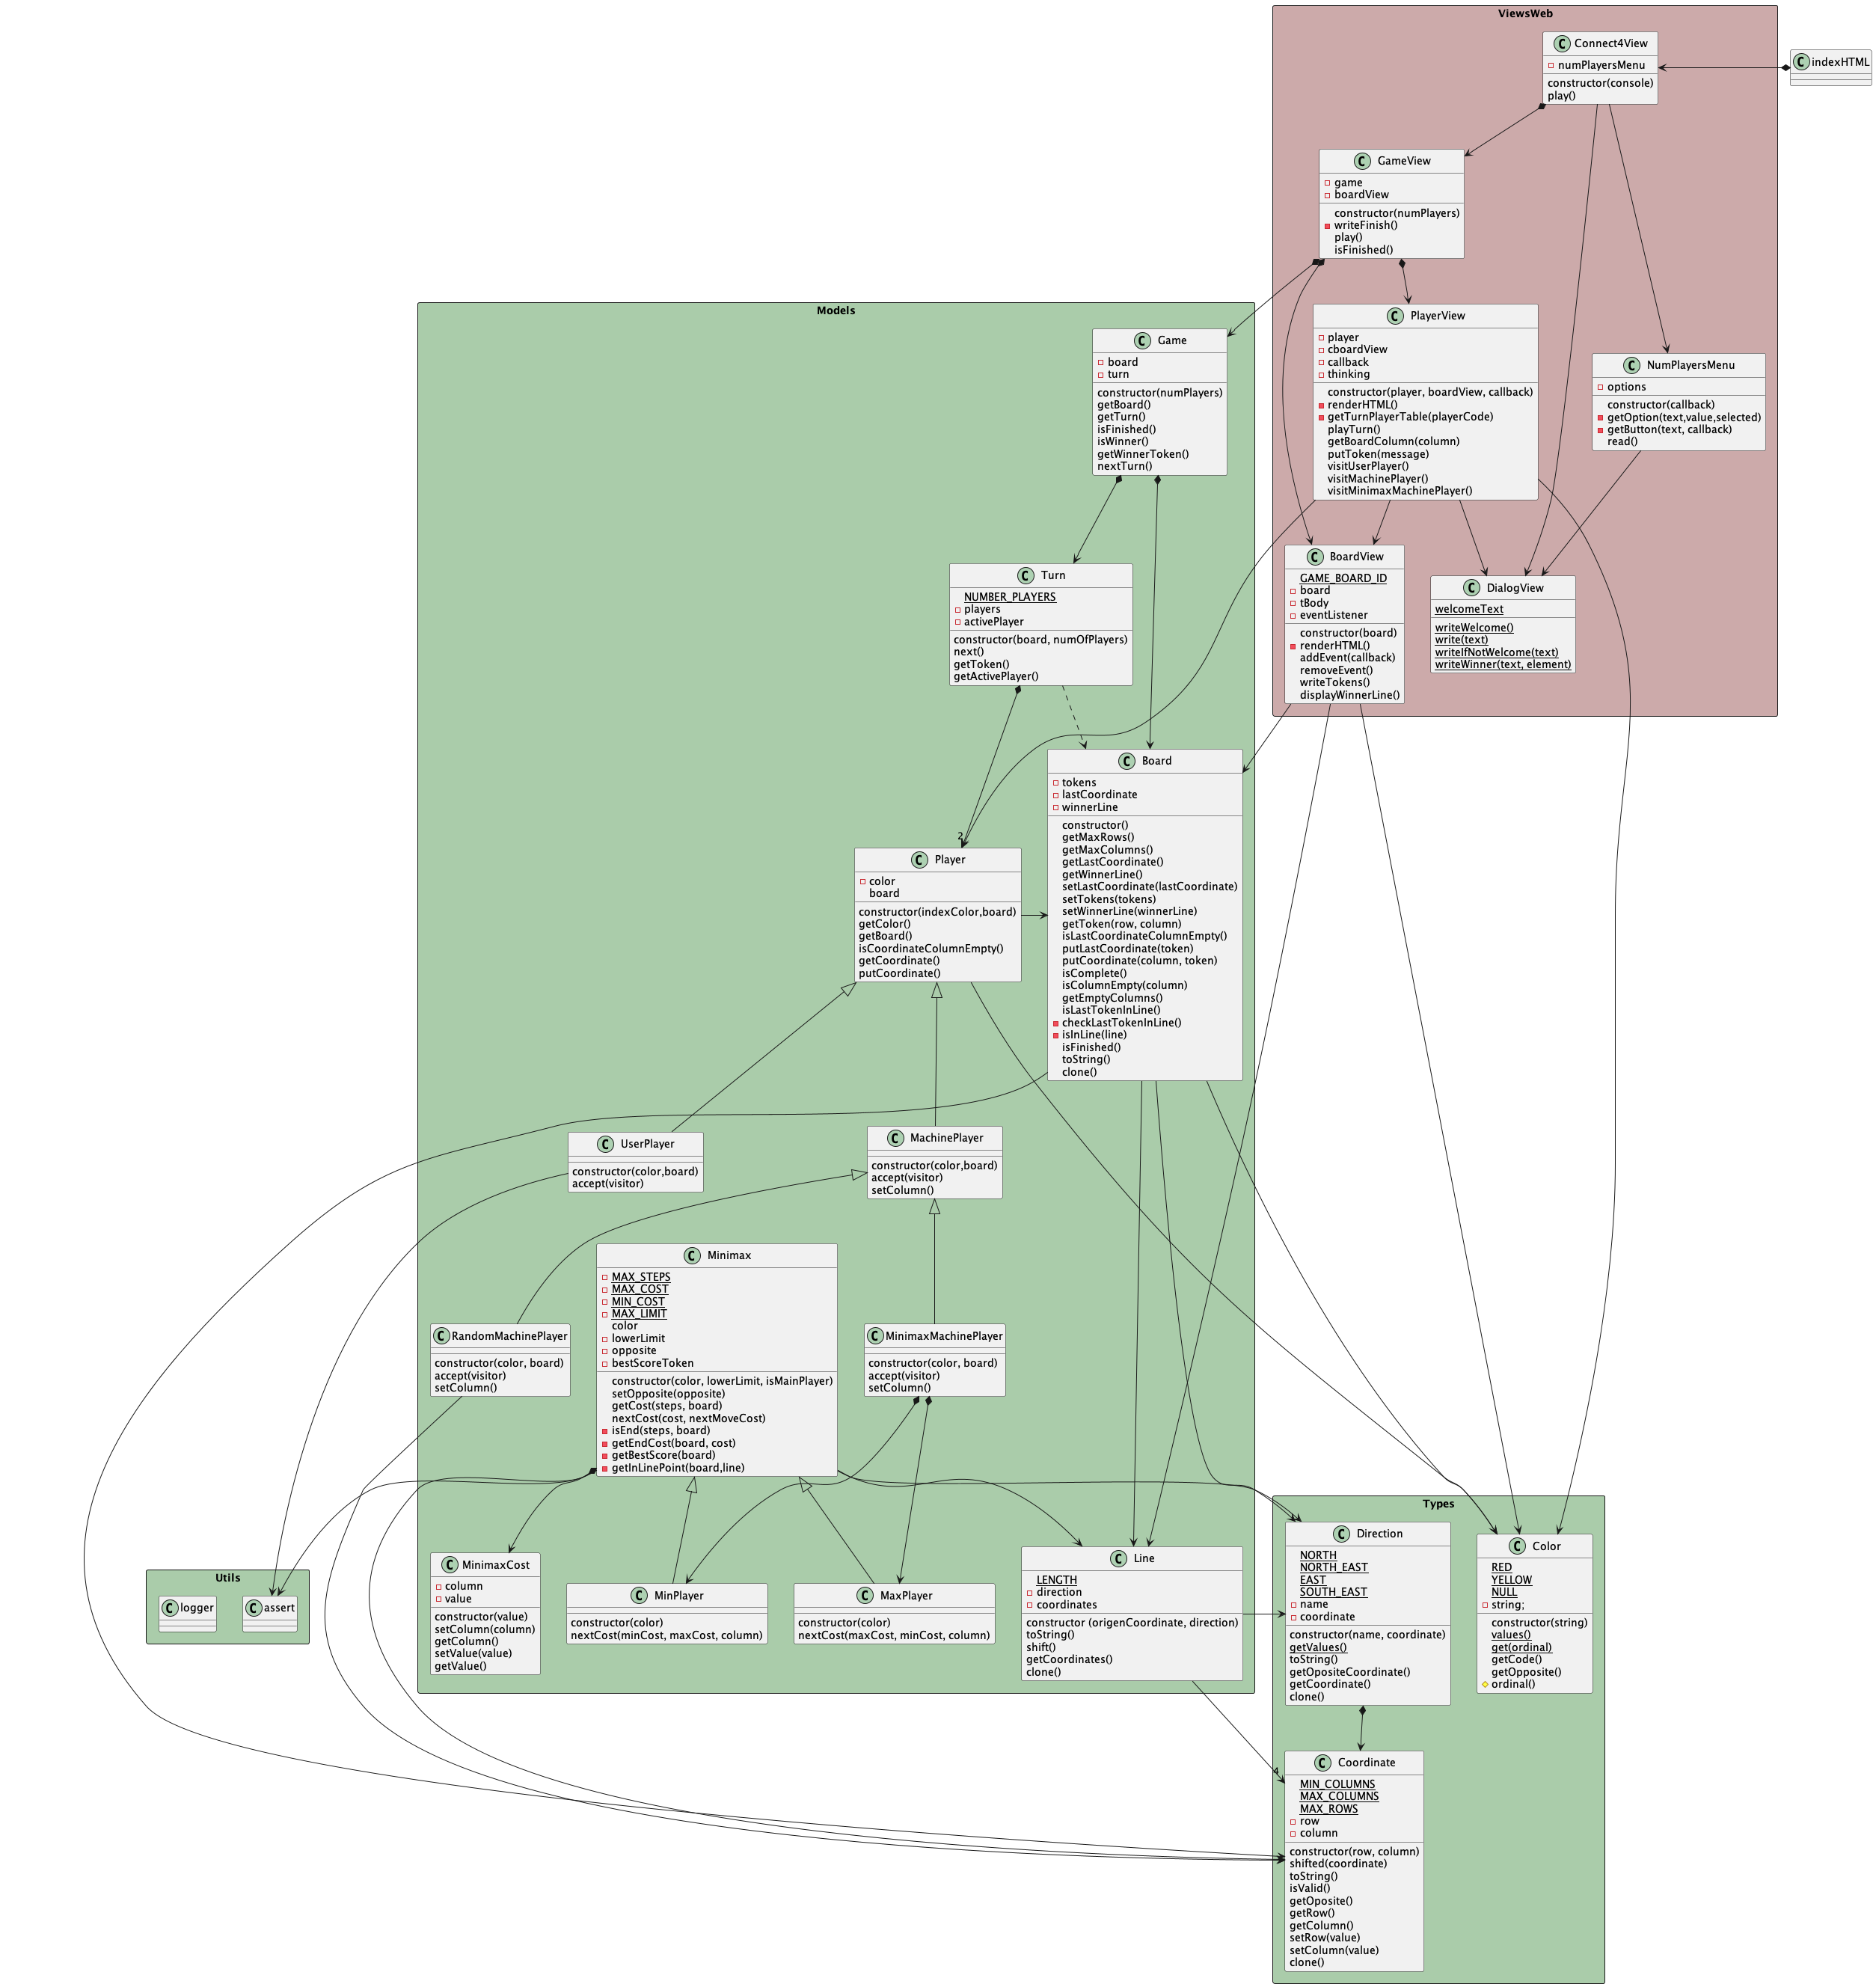 ViewsWeb
C Connect4View
numPlayersMenu
constructor(console)
play()
C indexHTML
C GameView
game
boardView
constructor(numPlayers)
writeFinish()
play()
isFinished()
C PlayerView
player
cboardView
callback
thinking
constructor(player, boardView, callback)
renderHTML()
getTurnPlayerTable(playerCode)
playTurn()
getBoardColumn(column)
putToken(message)
visitUserPlayer()
visitMachinePlayer()
visitMinimaxMachinePlayer()
C NumPlayersMenu
options
constructor(callback)
getOption(text,value,selected)
getButton(text, callback)
read()
C BoardView
GAME_BOARD_ID
board
tBody
eventListener
constructor(board)
renderHTML()
addEvent(callback)
removeEvent()
writeTokens()
displayWinnerLine()
C DialogView
welcomeText
writeWelcome()
write(text)
writeIfNotWelcome(text)
writeWinner(text, element)
Models
C Game
board
turn
constructor(numPlayers)
getBoard()
getTurn()
isFinished()
isWinner()
getWinnerToken()
nextTurn()
C Turn
NUMBER_PLAYERS
players
activePlayer
constructor(board, numOfPlayers)
next()
getToken()
getActivePlayer()
C Board
tokens
lastCoordinate
winnerLine
constructor()
getMaxRows()
getMaxColumns()
getLastCoordinate()
getWinnerLine()
setLastCoordinate(lastCoordinate)
setTokens(tokens)
setWinnerLine(winnerLine)
getToken(row, column)
isLastCoordinateColumnEmpty()
putLastCoordinate(token)
putCoordinate(column, token)
isComplete()
isColumnEmpty(column)
getEmptyColumns()
isLastTokenInLine()
checkLastTokenInLine()
isInLine(line)
isFinished()
toString()
clone()
2
C Player
color
board
constructor(indexColor,board)
getColor()
getBoard()
isCoordinateColumnEmpty()
getCoordinate()
putCoordinate()
C UserPlayer
constructor(color,board)
accept(visitor)
C MachinePlayer
constructor(color,board)
accept(visitor)
setColumn()
C Minimax
MAX_STEPS
MAX_COST
MIN_COST
MAX_LIMIT
color
lowerLimit
opposite
bestScoreToken
constructor(color, lowerLimit, isMainPlayer)
setOpposite(opposite)
getCost(steps, board)
nextCost(cost, nextMoveCost)
isEnd(steps, board)
getEndCost(board, cost)
getBestScore(board)
getInLinePoint(board,line)
C RandomMachinePlayer
constructor(color, board)
accept(visitor)
setColumn()
C MinimaxMachinePlayer
constructor(color, board)
accept(visitor)
setColumn()
C MinimaxCost
column
value
constructor(value)
setColumn(column)
getColumn()
setValue(value)
getValue()
C MinPlayer
constructor(color)
nextCost(minCost, maxCost, column)
C MaxPlayer
constructor(color)
nextCost(maxCost, minCost, column)
C Line
LENGTH
direction
coordinates
constructor (origenCoordinate, direction)
toString()
shift()
getCoordinates()
clone()
Utils
C logger
C assert
Types
C Direction
NORTH
NORTH_EAST
EAST
SOUTH_EAST
name
coordinate
constructor(name, coordinate)
getValues()
toString()
getOpositeCoordinate()
getCoordinate()
clone()
C Color
RED
YELLOW
NULL
string;
constructor(string)
values()
get(ordinal)
getCode()
getOpposite()
ordinal()
4
C Coordinate
MIN_COLUMNS
MAX_COLUMNS
MAX_ROWS
row
column
constructor(row, column)
shifted(coordinate)
toString()
isValid()
getOposite()
getRow()
getColumn()
setRow(value)
setColumn(value)
clone()